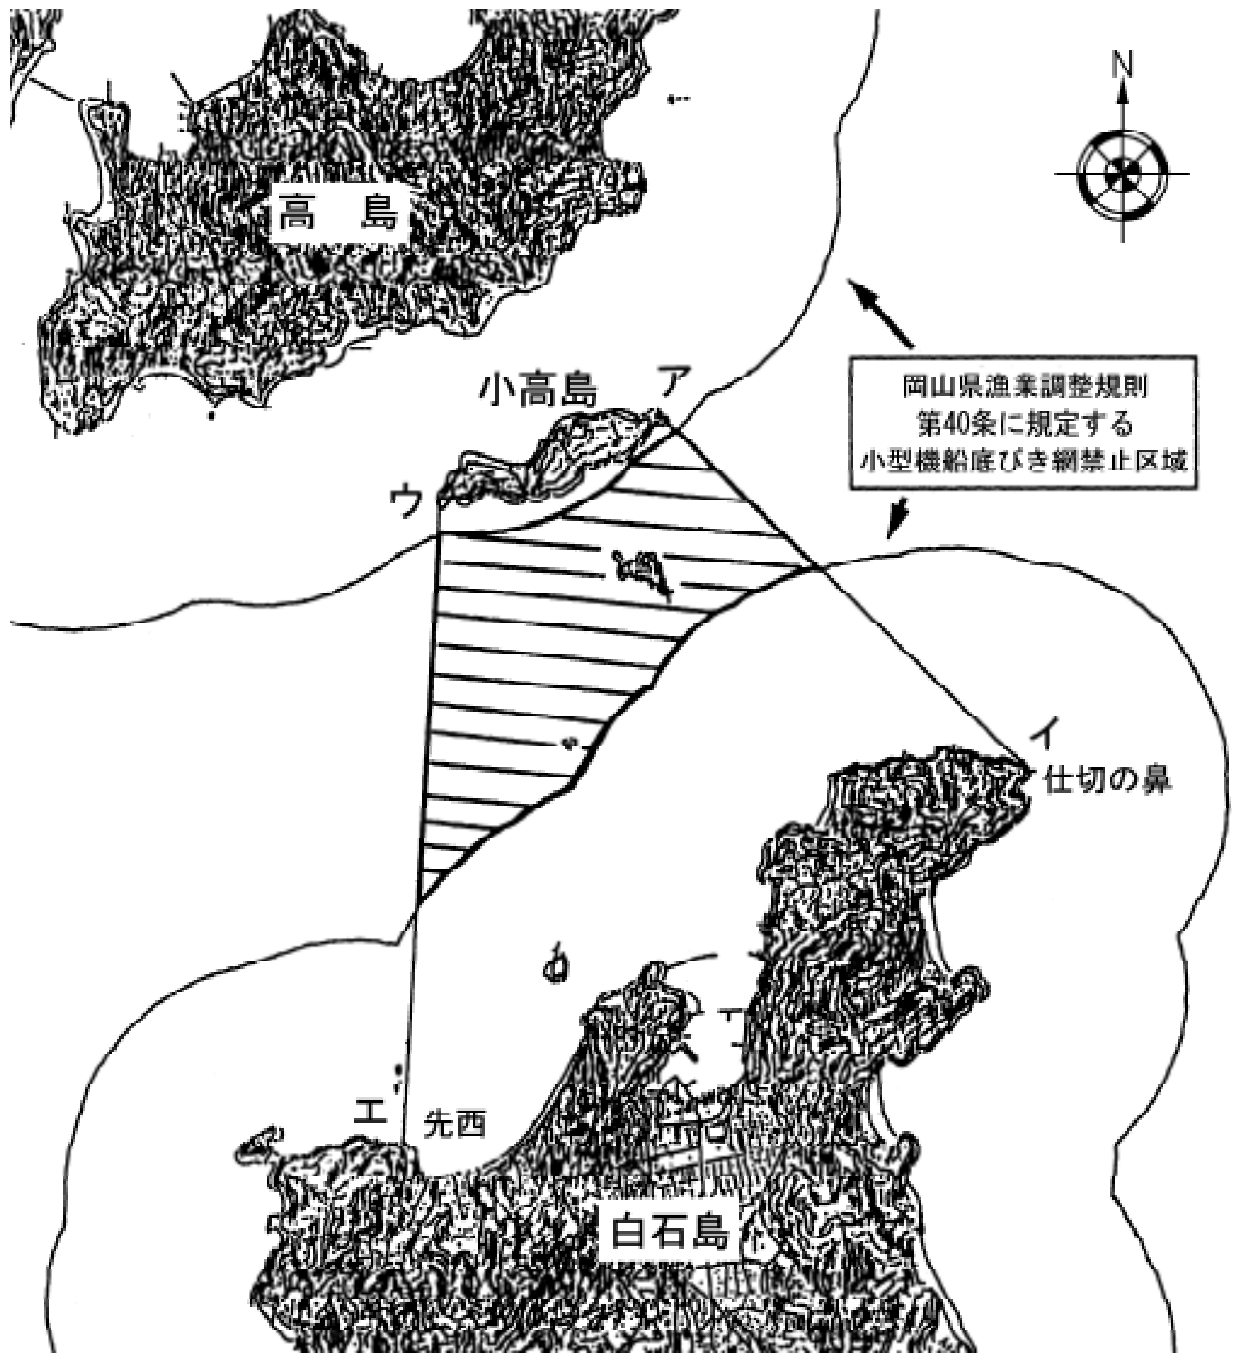 N
高 島
小高島
ア
岡山県漁業調整規則
第40条に規定する
小型機船底びき網禁止区域
ウ
イ
仕切の鼻
エ
先西
白石島